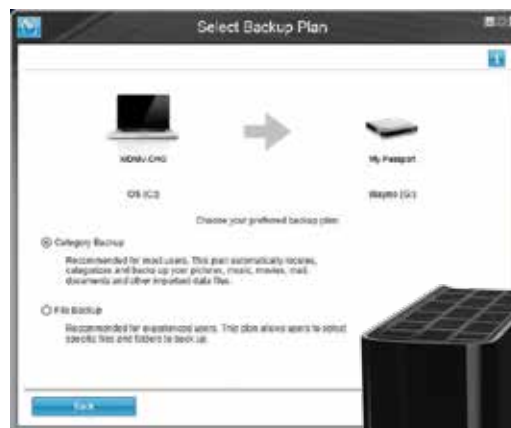 Select Backup Plan
My Passport
OS (C:)
Wayne (G:)
Choose your preferred backup plan
Category Backup
Recommended for most users. This plan automatically locates,
categorizes and backs up your pictures, music, movies, mail,
documents and other important data files.
File Backup
Recommended for experienced users. This plan allows users to select
specific files and folders to back up.
Back